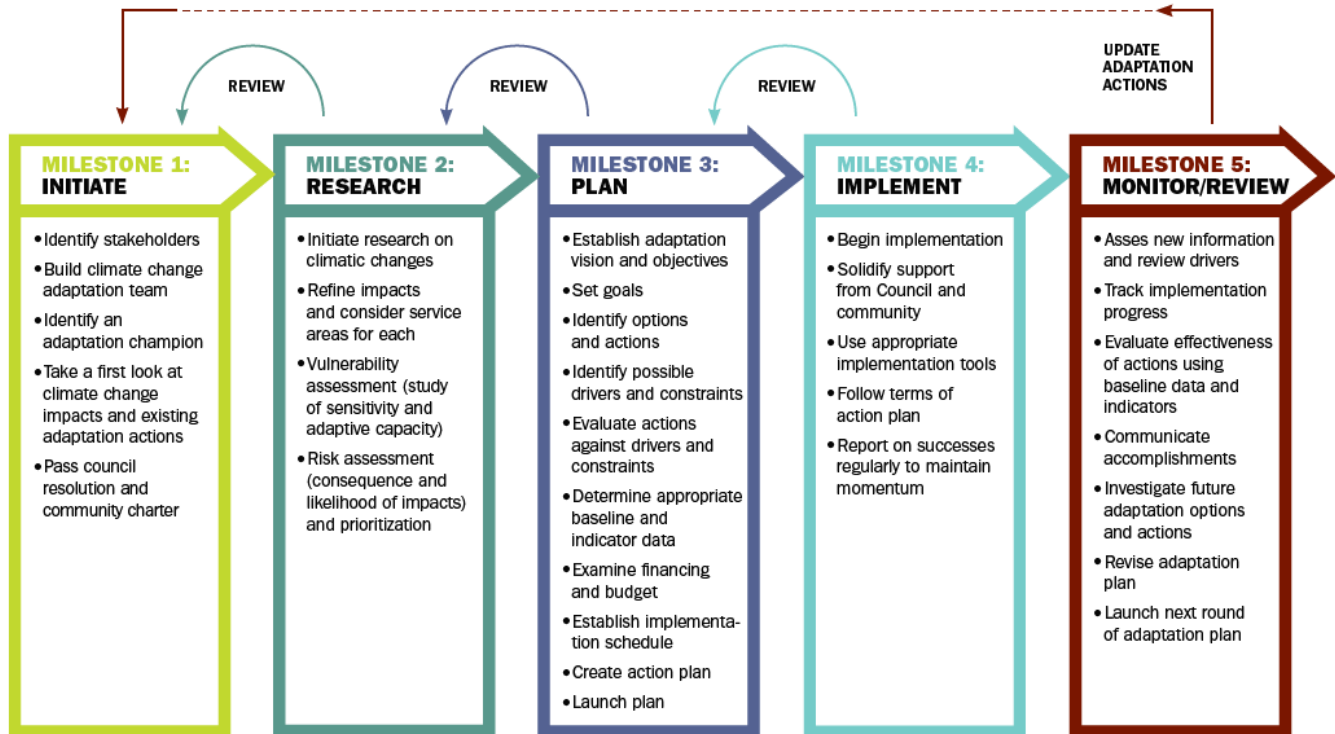 UPDATE
ADAPTATION
ACTIONS
REVIEW
REVIEW
REVIEW
MILESTONE 1:
INITIATE
• Identify stakeholders
• Build climate change
adaptation team
• Identify an
adaptation champion
• Take a first look at
climate change
impacts and existing
adaptation actions
• Pass council
resolution and
community charter
MILESTONE 2:
RESEARCH
• Initiate research on
climatic changes
• Refine impacts
and consider service
areas for each
• Vulnerability
assessment (study
of sensitivity and
adaptive capacity)
• Risk assessment
(consequence and
likelihood of impacts)
and prioritization
MILESTONE 3:
PLAN
• Establish adaptation
vision and objectives
• Set goals
• Identify options
and actions
• Identify possible
drivers and constraints
• Evaluate actions
against drivers and
constraints
• Determine appropriate
baseline and
indicator data
• Examine financing
and budget
• Establish implementa-
tion schedule
• Create action plan
• Launch plan
MILESTONE 4:
IMPLEMENT
• Begin implementation
• Solidify support
from Council and
community
• Use appropriate
implementation tools
• Follow terms of
action plan
• Report on successes
regularly to maintain
momentum
MILESTONE 5:
MONITOR/REVIEW
• Asses new information
and review drivers
• Track implementation
progress
• Evaluate effectiveness
of actions using
baseline data and
indicators
• Communicate
accomplishments
• Investigate future
adaptation options
and actions
• Revise adaptation
plan
• Launch next round
of adaptation plan